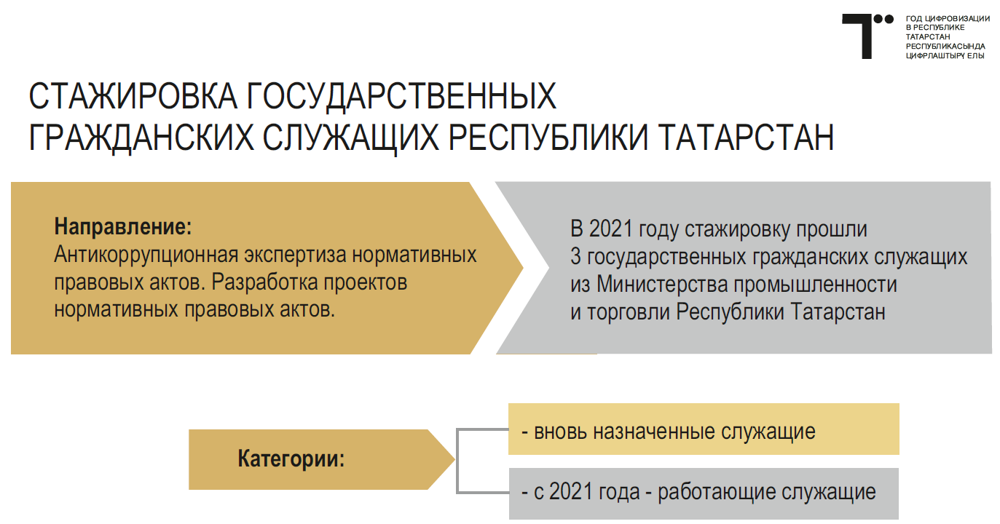 ГОД ЦИФРОВИЗАЦИИ
В РЕСПУБЛИКЕ
ТАТАРСТАН
РЕСПУБЛИКАСЫНДА
ЦИФРЛАШТЫРУ ЕЛЫ
СТАЖИРОВКА ГОСУДАРСТВЕННЫХ
ГРАЖДАНСКИХ СЛУЖАЩИХ РЕСПУБЛИКИ ТАТАРСТАН
Направление:
Антикоррупционная экспертиза нормативных
правовых актов. Разработка проектов
нормативных правовых актов.
В 2021 году стажировку прошли
3 государственных гражданских служащих
из Министерства промышленности
и торговли Республики Татарстан
Категории:
- вновь назначенные служащие
- с 2021 года - работающие служащие